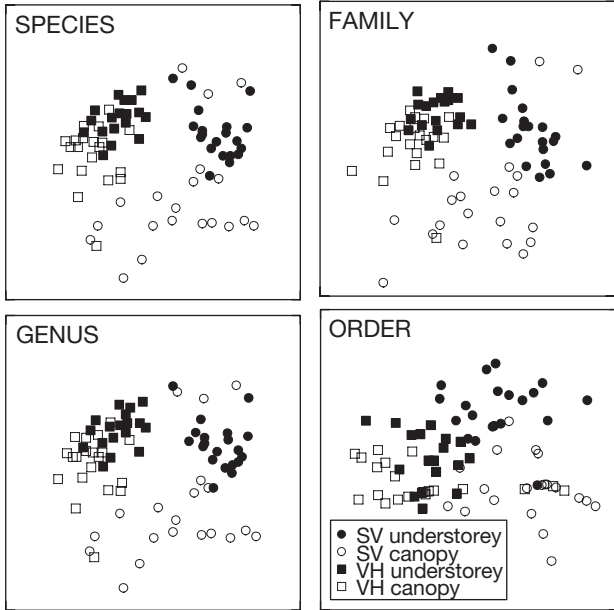 SPECIES
FAMILY
GENUS
ORDER
SV understorey
SV canopy
VH understorey
VH canopy